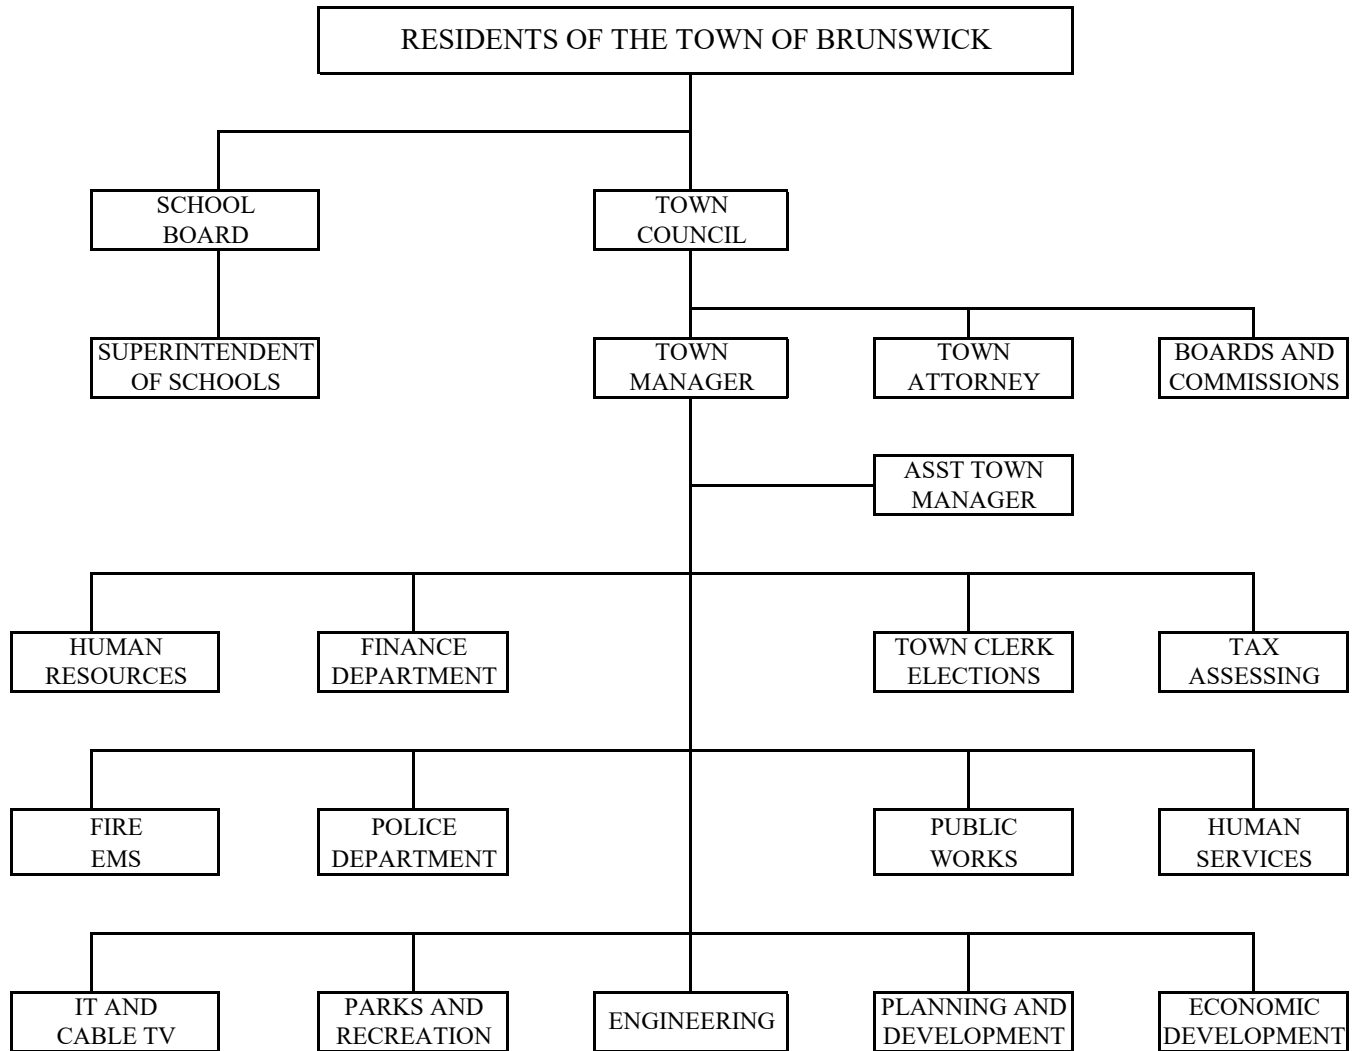 RESIDENTS OF THE TOWN OF BRUNSWICK
SCHOOL
BOARD
TOWN
COUNCIL
SUPERINTENDENT
OF SCHOOLS
TOWN
MANAGER
TOWN
ATTORNEY
BOARDS AND
COMMISSIONS
ASST TOWN
MANAGER
HUMAN
RESOURCES
FINANCE
DEPARTMENT
TOWN CLERK
ELECTIONS
TAX
ASSESSING
FIRE
EMS
POLICE
DEPARTMENT
PUBLIC
WORKS
HUMAN
SERVICES
IT AND
CABLE TV
PARKS AND
RECREATION
ENGINEERING
PLANNING AND
DEVELOPMENT
ECONOMIC
DEVELOPMENT